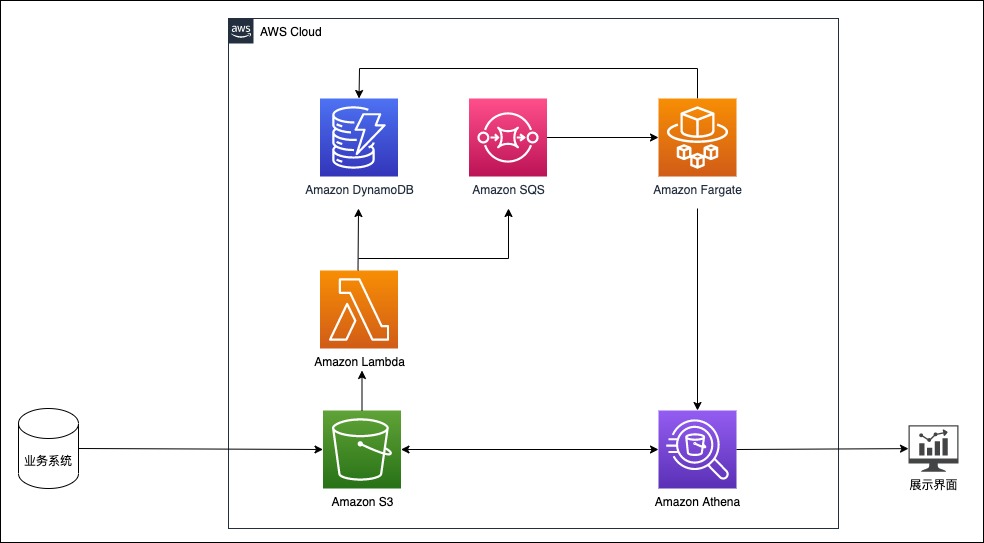 aws
AWS Cloud
Amazon DynamoDB
Amazon SQS
Amazon Fargate
Amazon Lambda
业务系统
Amazon S3
Amazon Athena
展示界面